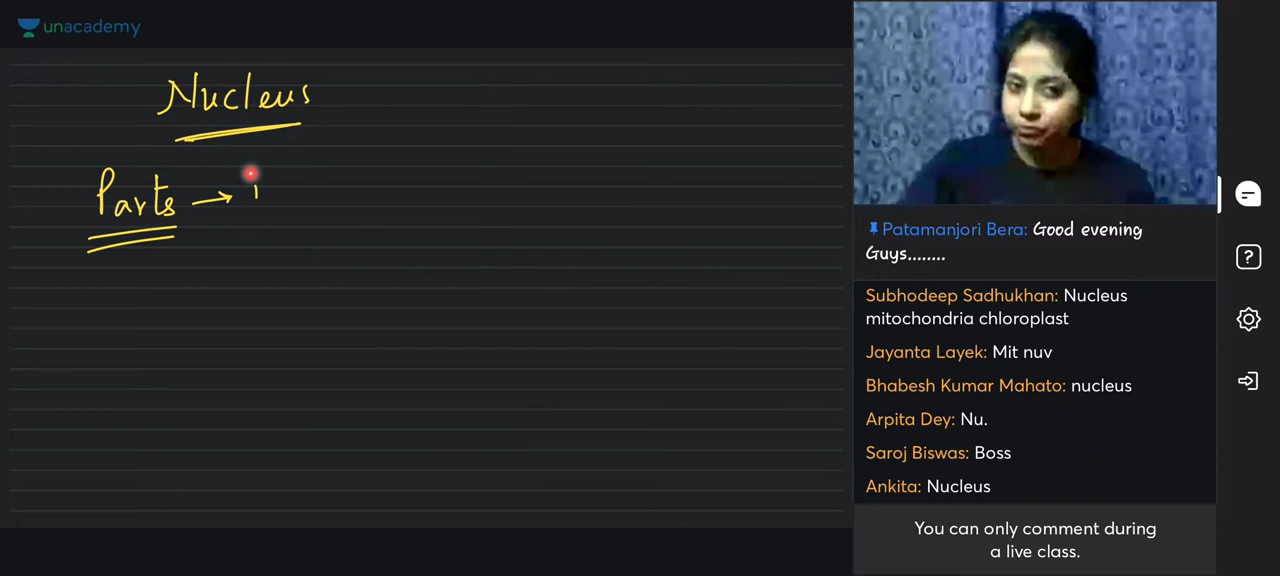 unacademy
Nucleus
Parts →
Patamanjori Bera: Good evening
Guys........
Subhodeep Sadhukhan: Nucleus
mitochondria chloroplast
Jayanta Layek: Mit nuv
Bhabesh Kumar Mahato: nucleus
Arpita Dey: Nu.
Saroj Biswas: Boss
Ankita: Nucleus
You can only comment during
a live class.